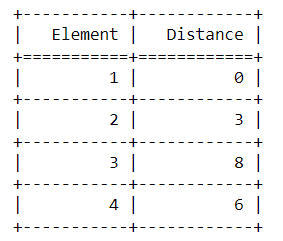 +-----------+------------+
|   Element |   Distance |
+===========+============+
|         1 |          0 |
+-----------+------------+
|         2 |          3 |
+-----------+------------+
|         3 |          8 |
+-----------+------------+
|         4 |          6 |
+-----------+------------+